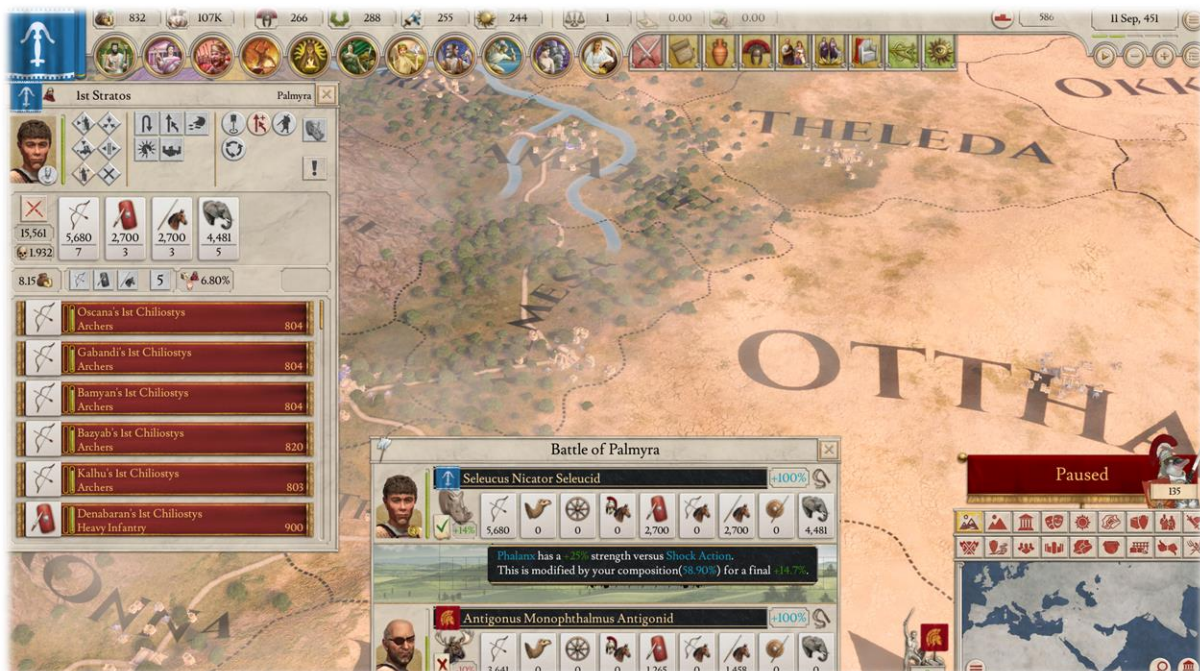 832 107K 266 288 255 244 1 0.00 0.00 586 11 Sep, 451
1st Stratos Palmyra
15,561
1.932
5,680 2,700 2,700 4,481
7 3 3 5
8.15 5 6.80%
Oscana's 1st Chiliostys
Archers 804
Gabandi's 1st Chiliostys
Archers 804
Bamyan's 1st Chiliostys
Archers 804
Bazyab's 1st Chiliostys
Archers 820
Kalhu's 1st Chiliostys
Archers 803
Denabaran's 1st Chiliostys
Heavy Infantry 900
THELEDA
OTTHA
Battle of Palmyra
Seleucus Nicator Seleucid +100%
+14% 5,680 0 0 0 2,700 0 2,700 0 4,481
Phalanx has a +25% strength versus Shock Action.
This is modified by your composition(58.90%) for a final +14.7%.
Antigonus Monophthalmus Antigonid +100%
Paused
135